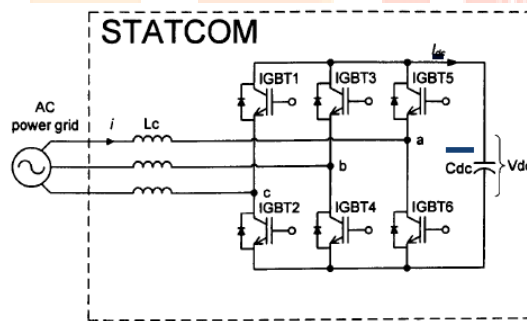 STATCOM
Idc
IGBT1 IGBT3 IGBT5
AC
power grid
i
Lc
a
b
Cdc
Vdc
c
IGBT2 IGBT4 IGBT6